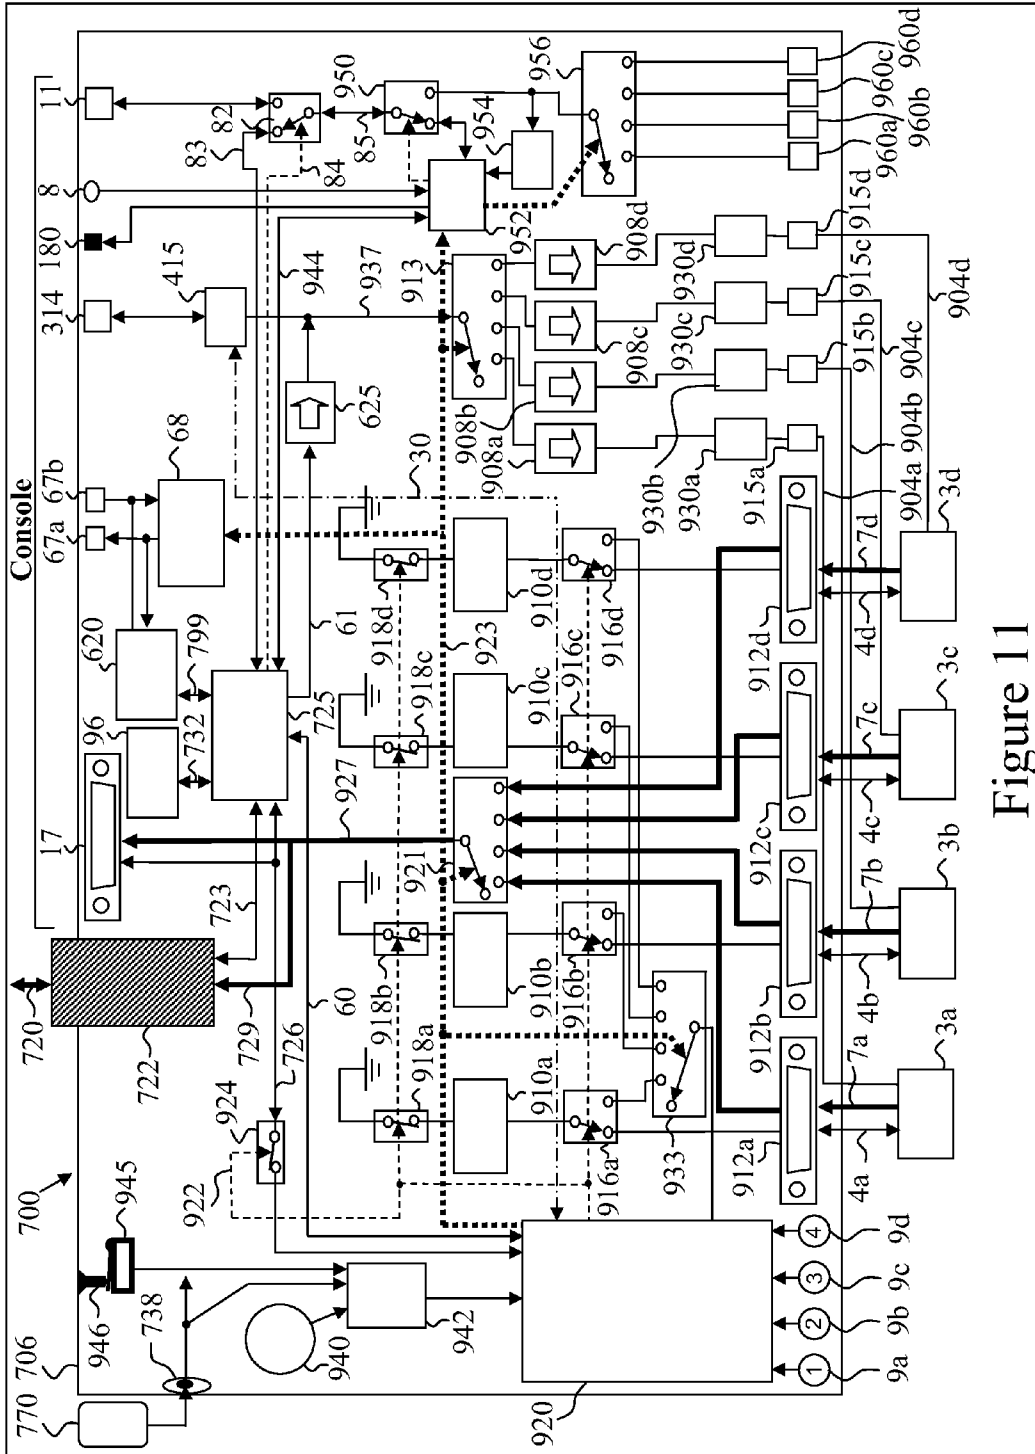 Console
770
706
946
945
700
720
722
17
96
67a
67b
68
314
180
8
11
738
922
924
729
723
732
620
799
415
83
82
940
942
726
927
725
61
625
944
84
85
950
60
937
952
954
956
918a
918b
918c
918d
30
913
921
923
910a
910b
910c
910d
908a
908b
908c
908d
916a
916b
916c
916d
933
930a
930b
930c
930d
920
912a
912b
912c
912d
915a
915b
915c
915d
960a
960b
960c
960d
1
2
3
4
9a
9b
9c
9d
4a
7a
4b
7b
4c
7c
4d
7d
904a
904b
904c
904d
3a
3b
3c
3d
Figure 11